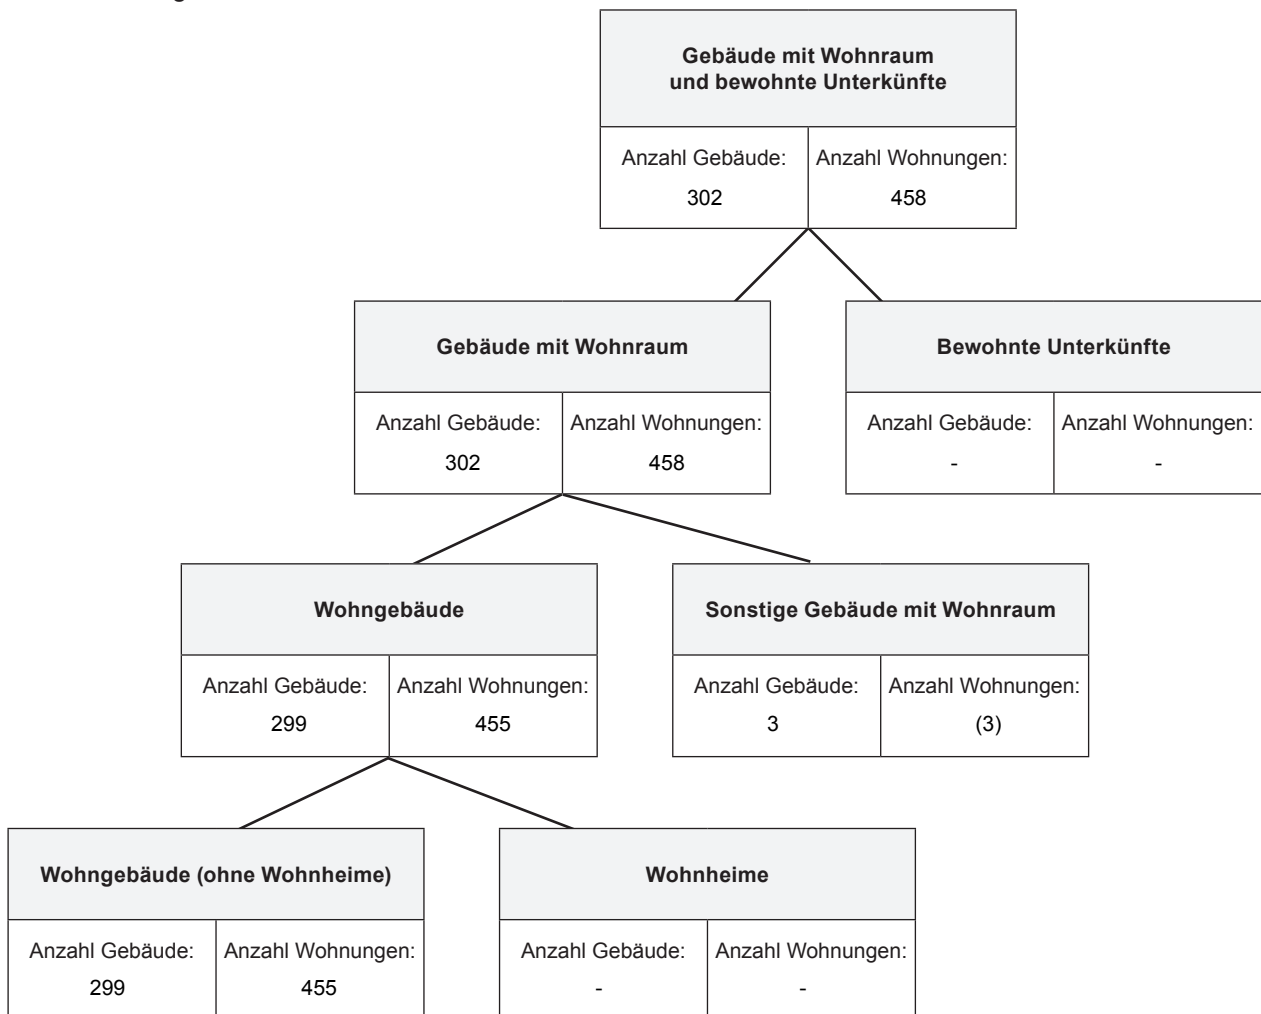 Gebäude mit Wohnraum
und bewohnte Unterkünfte
Anzahl Gebäude: Anzahl Wohnungen:
302 458
Gebäude mit Wohnraum
Anzahl Gebäude: Anzahl Wohnungen:
302 458
Bewohnte Unterkünfte
Anzahl Gebäude: Anzahl Wohnungen:
- -
Wohngebäude
Anzahl Gebäude: Anzahl Wohnungen:
299 455
Sonstige Gebäude mit Wohnraum
Anzahl Gebäude: Anzahl Wohnungen:
3 (3)
Wohngebäude (ohne Wohnheime)
Anzahl Gebäude: Anzahl Wohnungen:
299 455
Wohnheime
Anzahl Gebäude: Anzahl Wohnungen:
- -